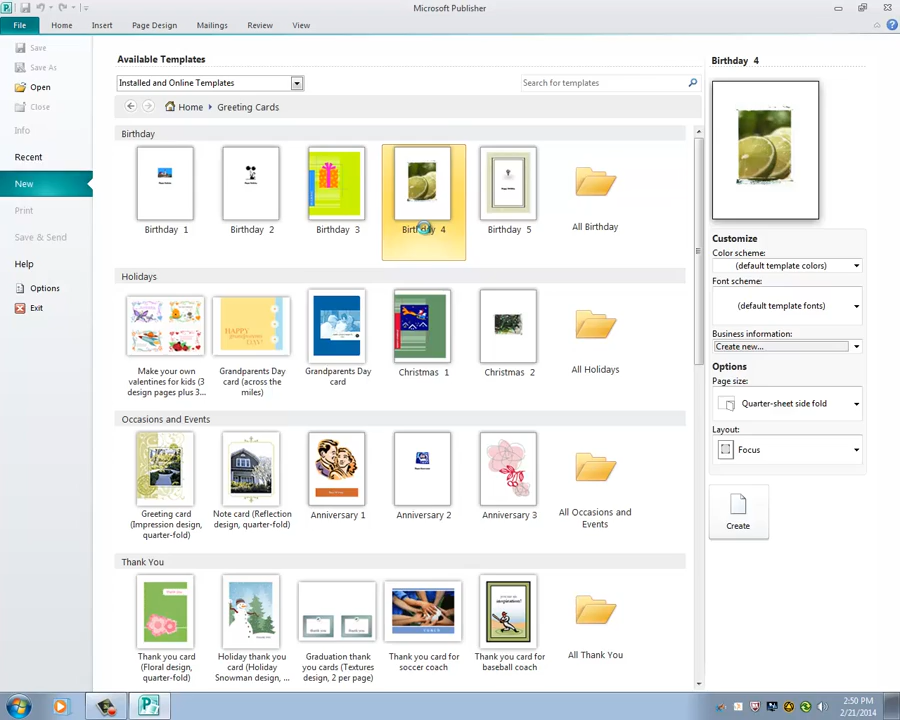 Microsoft Publisher
File Home Insert Page Design Mailings Review View
Save
Save As
Open
Close
Info
Recent
New
Print
Save & Send
Help
Options
Exit
Available Templates
Installed and Online Templates
Search for templates
Home Greeting Cards
Birthday
Birthday 1
Birthday 2
Birthday 3
Birthday 4
Birthday 5
All Birthday
Holidays
HAPPY
grandparents
DAY!
Make your own
valentines for kids (3
design pages plus 3...
Grandparents Day
card (across the
miles)
Grandparents Day
card
Christmas 1
Christmas 2
All Holidays
Occasions and Events
Greeting card
(Impression design,
quarter-fold)
Note card (Reflection
design, quarter-fold)
Anniversary 1
Anniversary 2
Anniversary 3
All Occasions and
Events
Thank You
Thank you card
(Floral design,
quarter-fold)
Holiday thank you
card (Holiday
Snowman design, ...
Graduation thank
you cards (Textures
design, 2 per page)
Thank you card for
soccer coach
Thank you card for
baseball coach
All Thank You
Birthday 4
Customize
Color scheme:
(default template colors)
Font scheme:
(default template fonts)
Business information:
Create new...
Options
Page size:
Quarter-sheet side fold
Layout:
Focus
Create
2:50 PM
2/21/2014